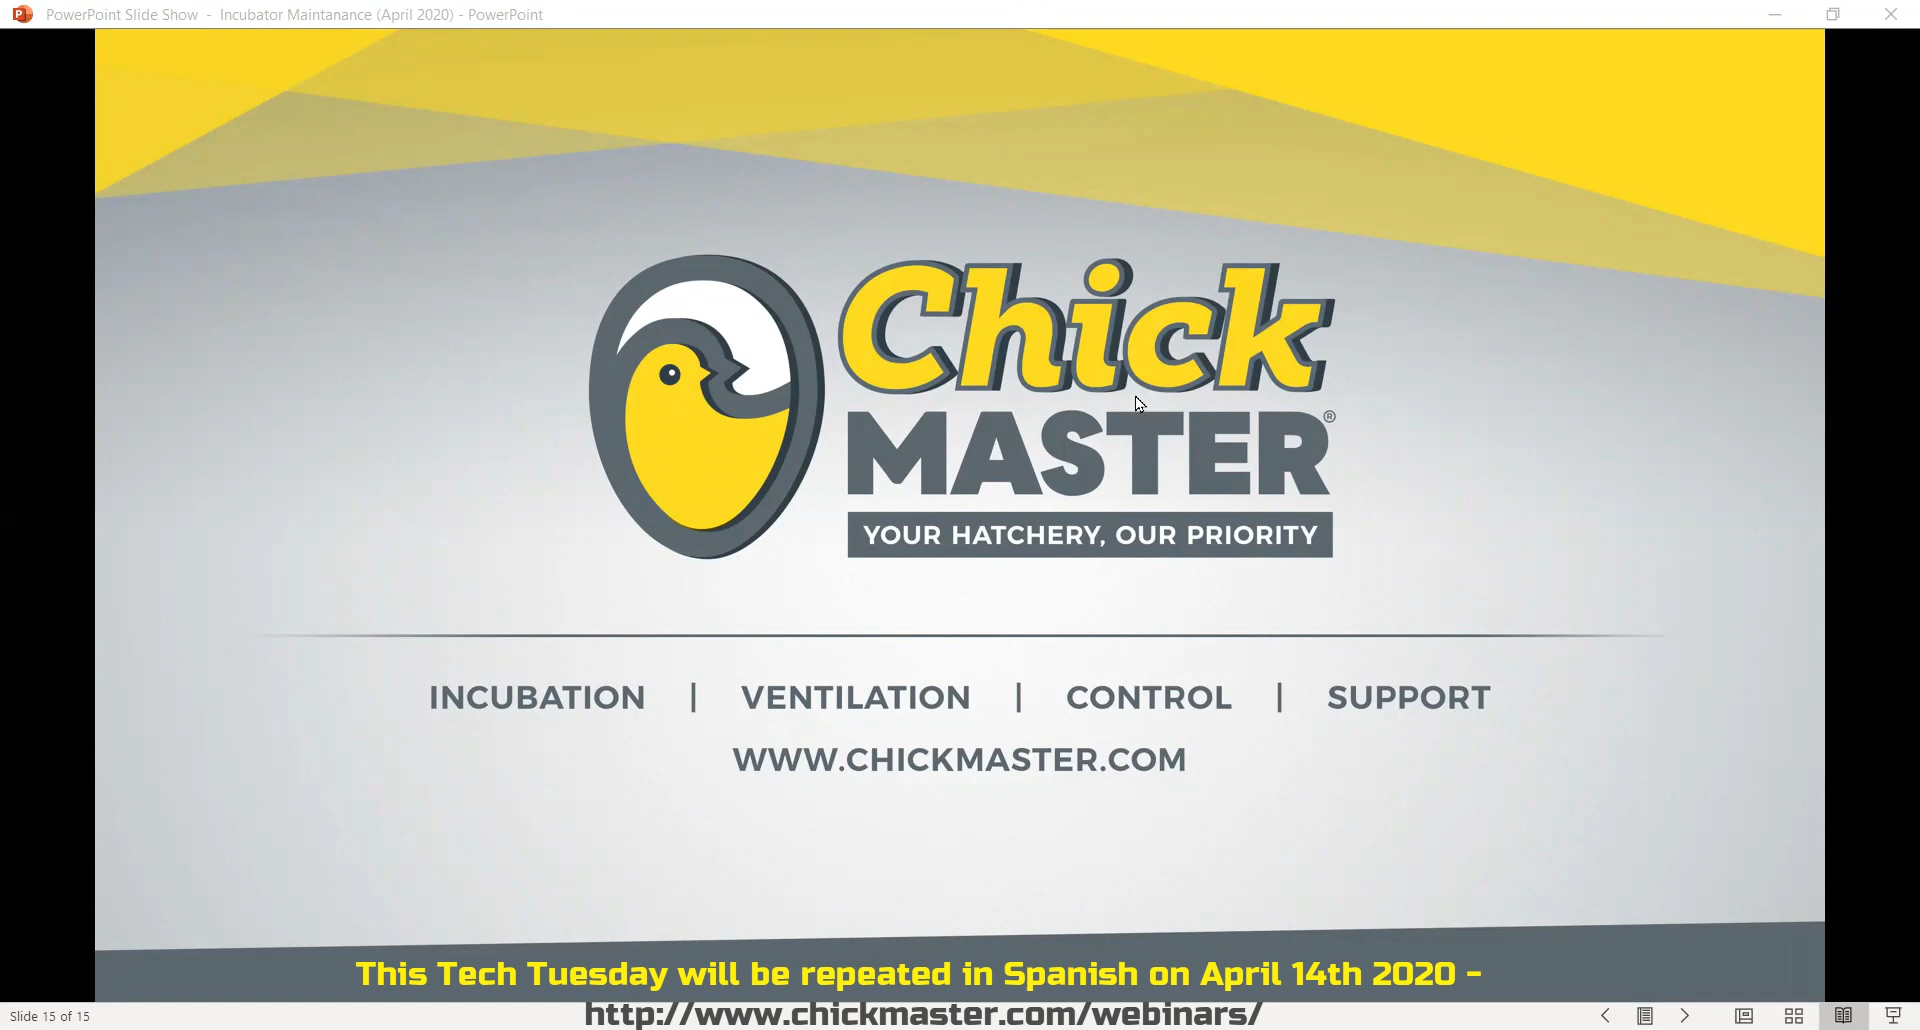 PowerPoint Slide Show - Incubator Maintanance (April 2020) - PowerPoint
Chick
MASTER®
YOUR HATCHERY, OUR PRIORITY
INCUBATION | VENTILATION | CONTROL | SUPPORT
WWW.CHICKMASTER.COM
This Tech Tuesday will be repeated in Spanish on April 14th 2020 -
http://www.chickmaster.com/webinars/
Slide 15 of 15